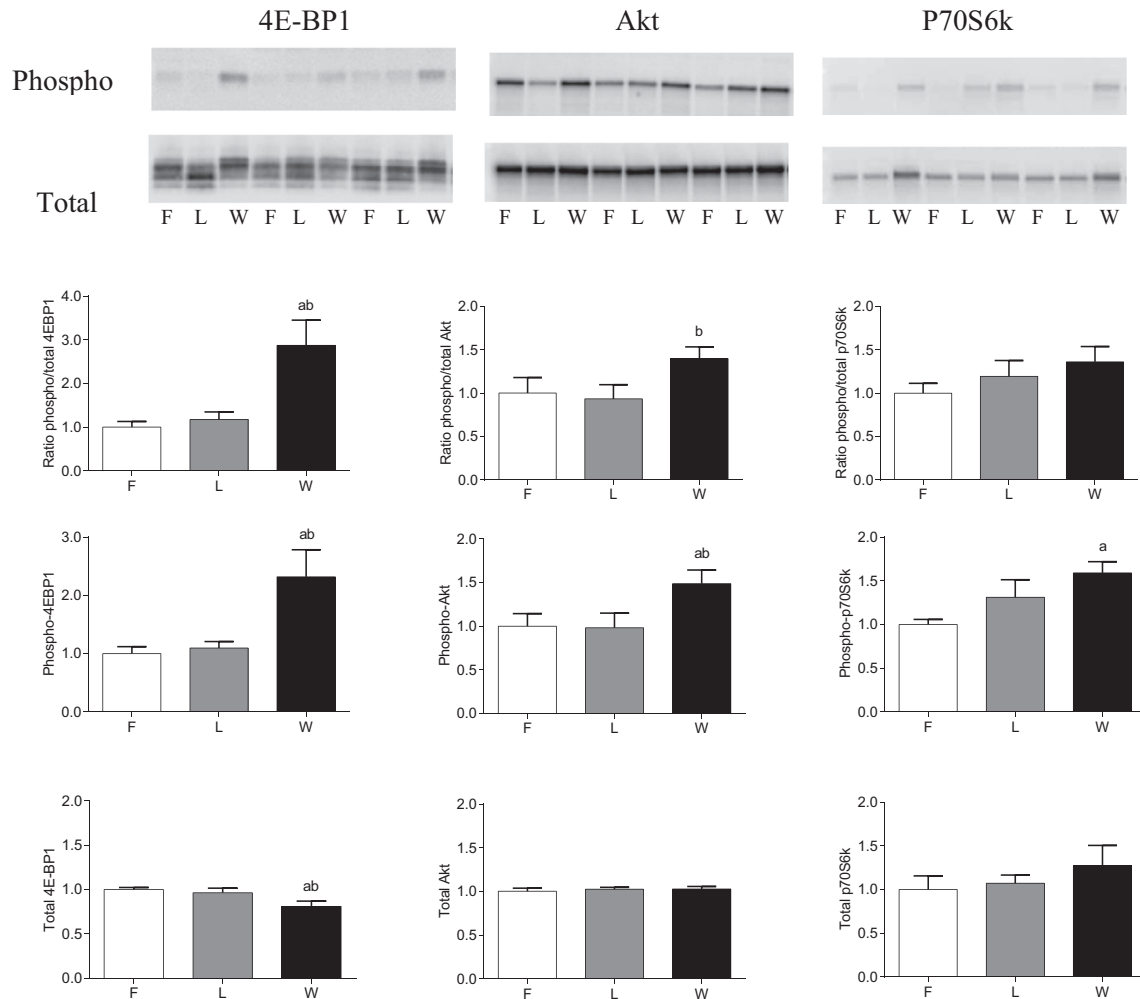 4E-BP1 Akt P70S6k
Phospho
Total
F L W F L W F L W F L W F L W F L W F L W F L W F L W
Ratio phospho/total 4EBP1
4.0
3.0
2.0
1.0
0.0
ab
F L W
Ratio phospho/total Akt
2.0
1.5
1.0
0.5
0.0
b
F L W
Ratio phospho/total p70S6k
2.0
1.5
1.0
0.5
0.0
F L W
Phospho-4EBP1
3.0
2.0
1.0
0.0
ab
F L W
Phospho-Akt
2.0
1.5
1.0
0.5
0.0
ab
F L W
Phospho-p70S6k
2.0
1.5
1.0
0.5
0.0
a
F L W
Total 4E-BP1
2.0
1.5
1.0
0.5
0.0
ab
F L W
Total Akt
2.0
1.5
1.0
0.5
0.0
F L W
Total p70S6k
2.0
1.5
1.0
0.5
0.0
F L W